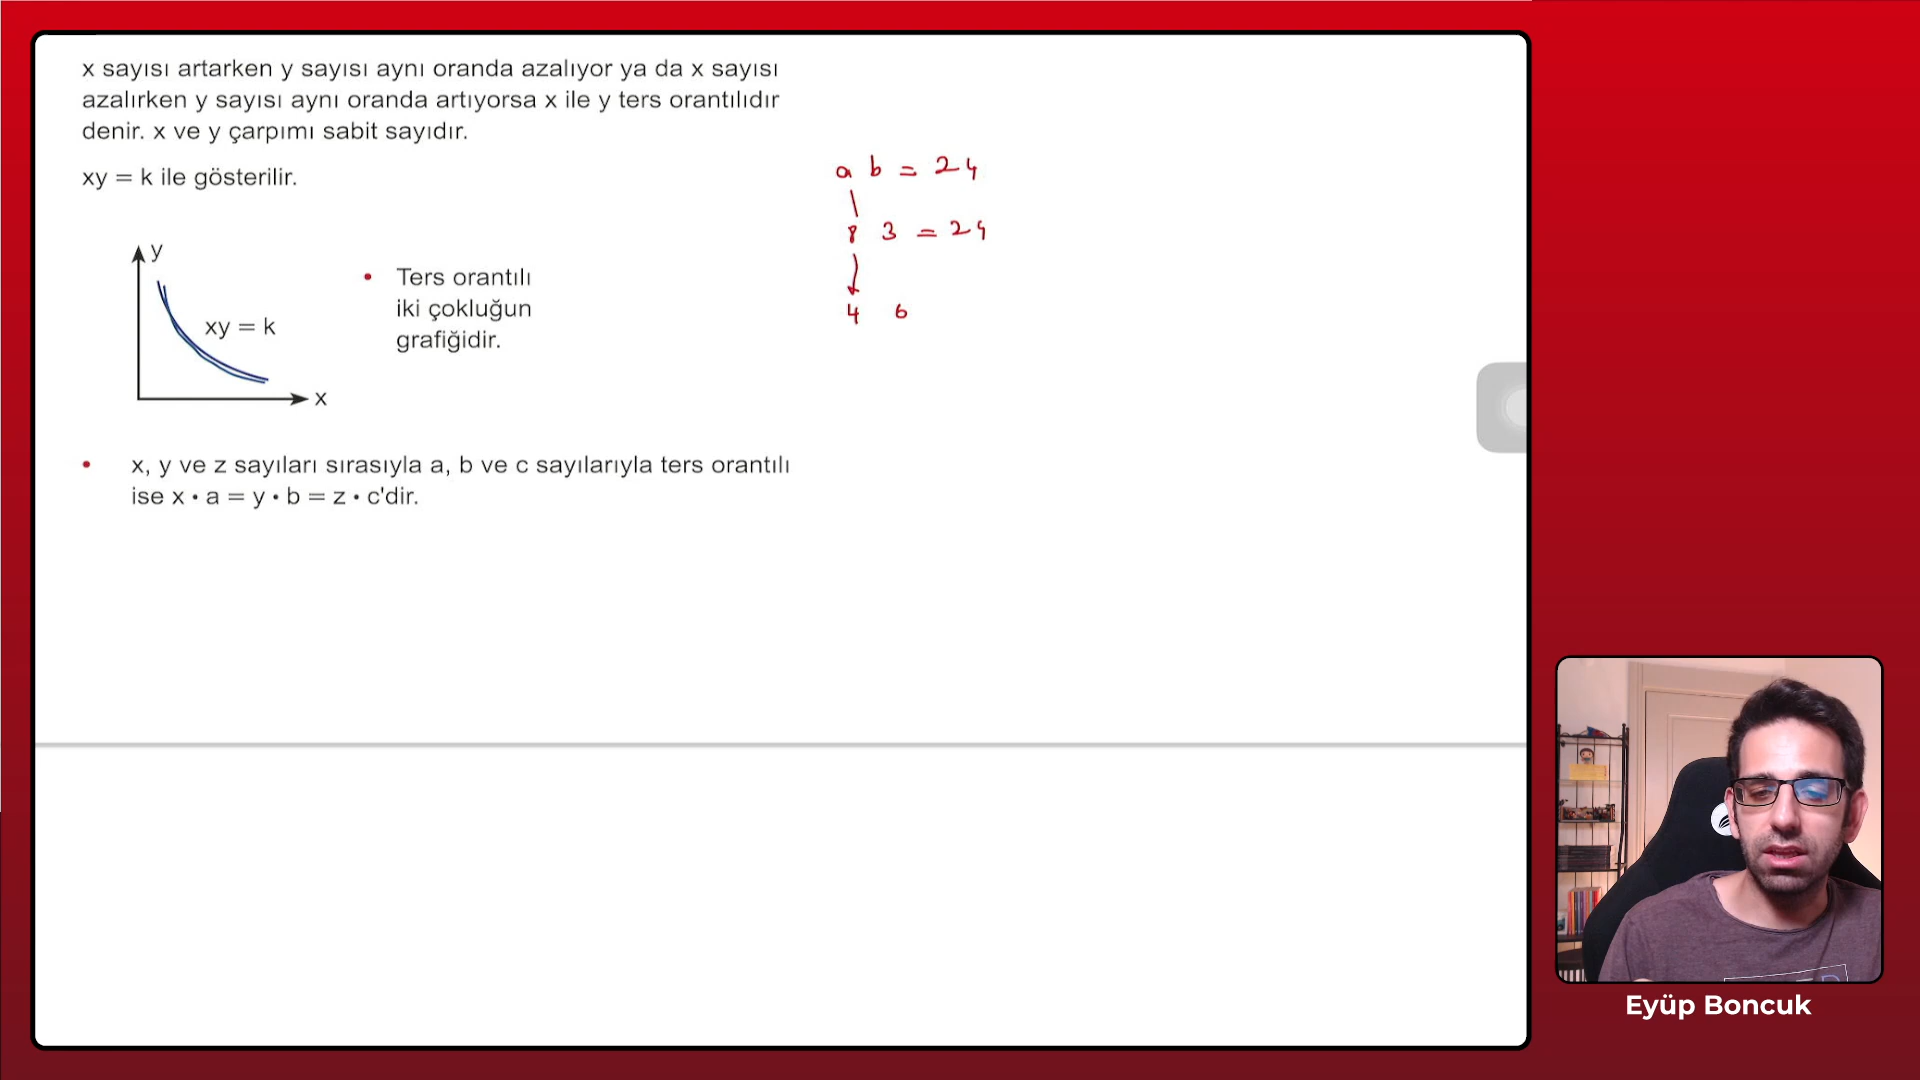 x sayısı artarken y sayısı aynı oranda azalıyor ya da x sayısı
azalırken y sayısı aynı oranda artıyorsa x ile y ters orantılıdır
denir. x ve y çarpımı sabit sayıdır.
xy = k ile gösterilir.
y
xy = k
x
• Ters orantılı
iki çokluğun
grafiğidir.
• x, y ve z sayıları sırasıyla a, b ve c sayılarıyla ters orantılı
ise x • a = y • b = z • c'dir.
a b = 24
8 3 = 24
4 6
Eyüp Boncuk